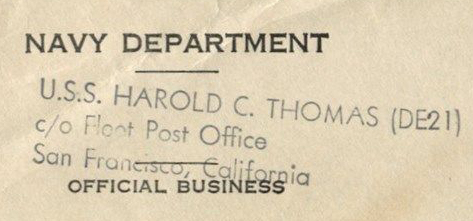 NAVY DEPARTMENT
U.S.S. HAROLD C. THOMAS (DE21)
c/o Fleet Post Office
San Francisco, California
OFFICIAL BUSINESS